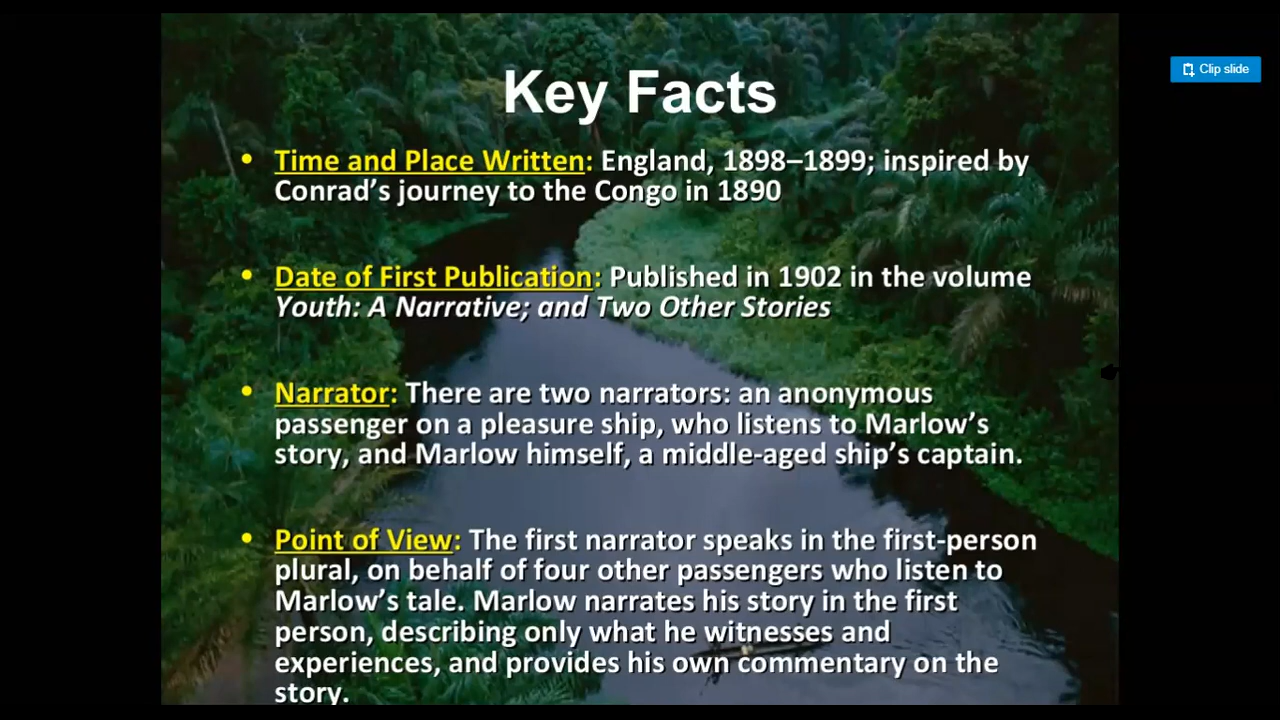 Clip slide
Key Facts
• Time and Place Written: England, 1898–1899; inspired by
Conrad’s journey to the Congo in 1890
• Date of First Publication: Published in 1902 in the volume
Youth: A Narrative; and Two Other Stories
• Narrator: There are two narrators: an anonymous
passenger on a pleasure ship, who listens to Marlow’s
story, and Marlow himself, a middle-aged ship’s captain.
• Point of View: The first narrator speaks in the first-person
plural, on behalf of four other passengers who listen to
Marlow’s tale. Marlow narrates his story in the first
person, describing only what he witnesses and
experiences, and provides his own commentary on the
story.